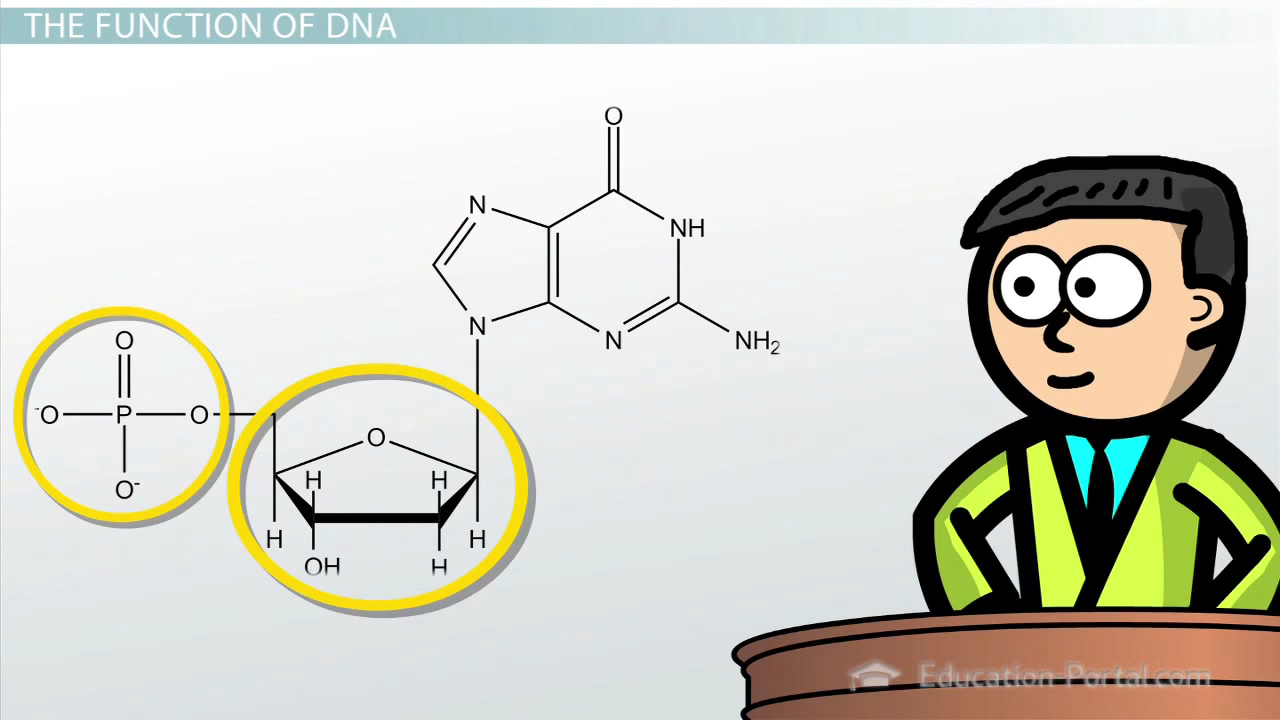 THE FUNCTION OF DNA
O
N
NH
N
N
NH₂
O
⁻O
P
O
O⁻
O
H
H
H
H
OH
H
Education-Portal.com